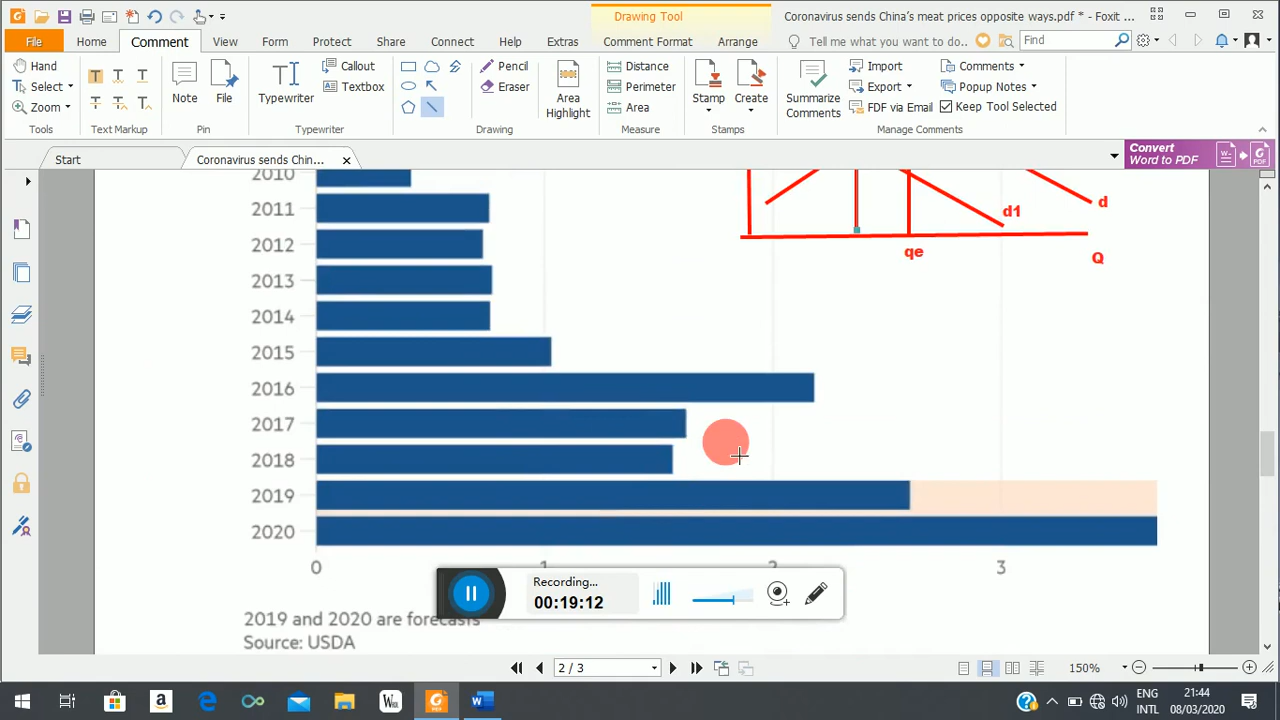 Drawing Tool
Coronavirus sends China's meat prices opposite ways.pdf * - Foxit ...
File
Home
Comment
View
Form
Protect
Share
Connect
Help
Extras
Comment Format
Arrange
Tell me what you want to do..
Find
Hand
Select
Zoom
Tools
T T T
T T T
Text Markup
Note
File
Pin
Typewriter
Callout
Textbox
Typewriter
Pencil
Eraser
Drawing
Area
Highlight
Distance
Perimeter
Area
Measure
Stamp
Create
Stamps
Summarize
Comments
Import
Export
FDF via Email
Comments
Popup Notes
Keep Tool Selected
Manage Comments
Start
Coronavirus sends Chin...
Convert
Word to PDF
2010
2011
2012
2013
2014
2015
2016
2017
2018
2019
2020
d
d1
qe
Q
0
1
2
3
2019 and 2020 are forecasts
Source: USDA
Recording...
00:19:12
2 / 3
150%
ENG
INTL
21:44
08/03/2020